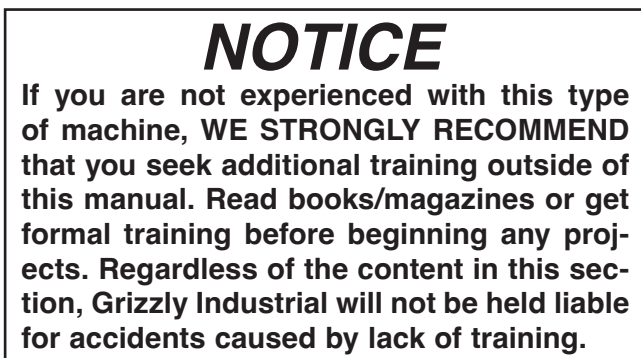 NOTICE
If you are not experienced with this type
of machine, WE STRONGLY RECOMMEND
that you seek additional training outside of
this manual. Read books/magazines or get
formal training before beginning any proj-
ects. Regardless of the content in this sec-
tion, Grizzly Industrial will not be held liable
for accidents caused by lack of training.